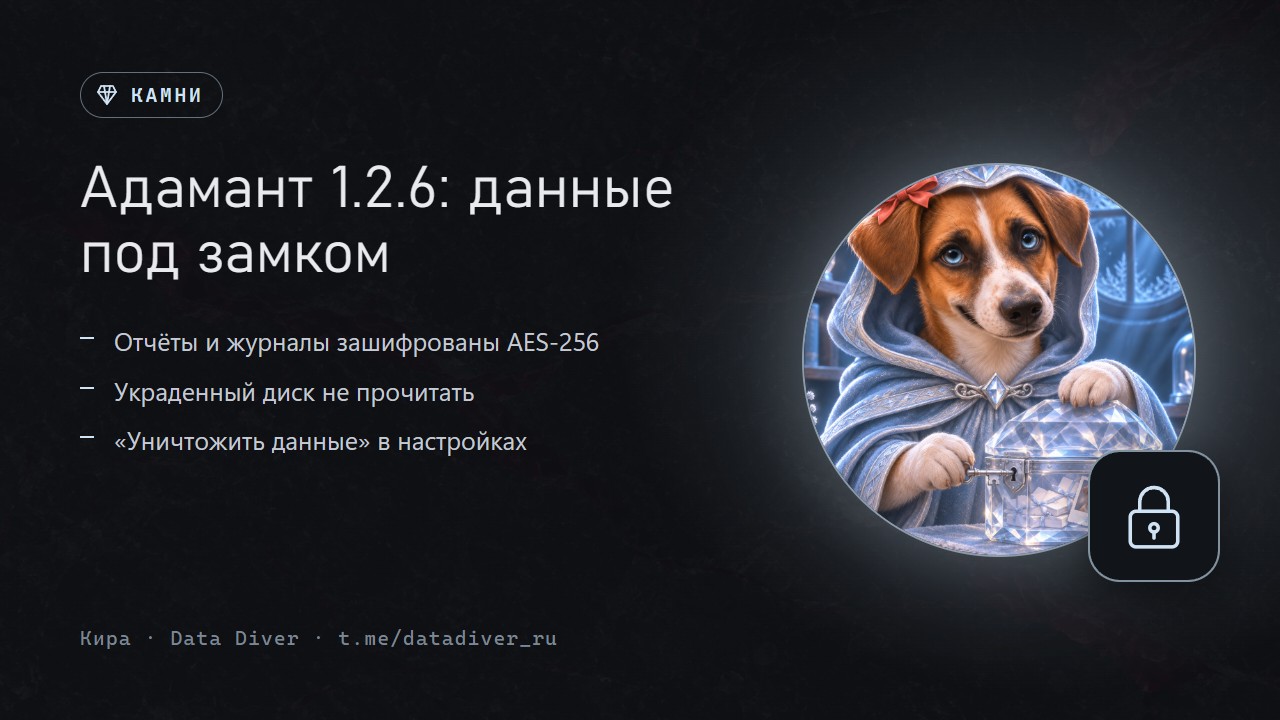 КАМНИ
Адамант 1.2.6: данные
под замком
Отчёты и журналы зашифрованы AES-256
Украденный диск не прочитать
«Уничтожить данные» в настройках
Кира · Data Diver · t.me/datadiver_ru